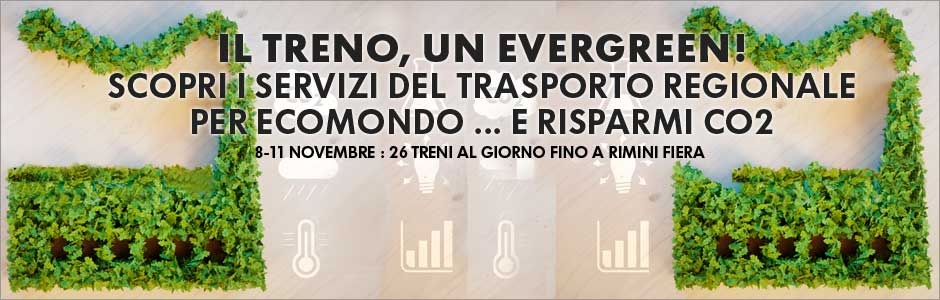 IL TRENO, UN EVERGREEN!
SCOPRI I SERVIZI DEL TRASPORTO REGIONALE
PER ECOMONDO ... E RISPARMI CO2
8-11 NOVEMBRE : 26 TRENI AL GIORNO FINO A RIMINI FIERA